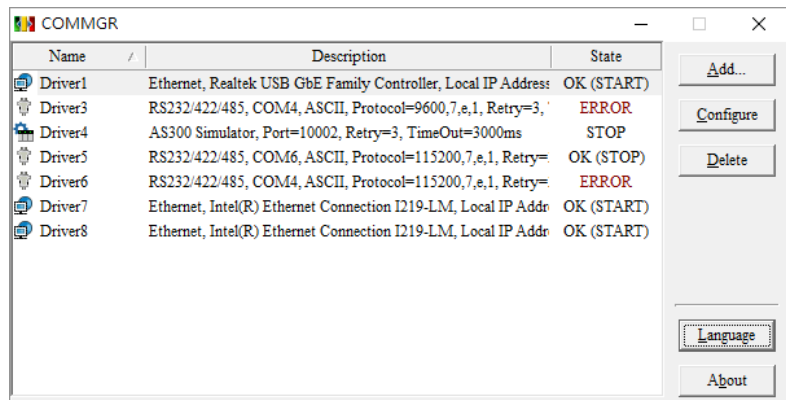 COMMGR
Name Description State
Driver1 Ethernet, Realtek USB GbE Family Controller, Local IP Address OK (START)
Driver3 RS232/422/485, COM4, ASCII, Protocol=9600,7,e,1, Retry=3, ERROR
Driver4 AS300 Simulator, Port=10002, Retry=3, TimeOut=3000ms STOP
Driver5 RS232/422/485, COM6, ASCII, Protocol=115200,7,e,1, Retry= OK (STOP)
Driver6 RS232/422/485, COM4, ASCII, Protocol=115200,7,e,1, Retry= ERROR
Driver7 Ethernet, Intel(R) Ethernet Connection I219-LM, Local IP Addr OK (START)
Driver8 Ethernet, Intel(R) Ethernet Connection I219-LM, Local IP Addr OK (START)
Add...
Configure
Delete
Language
About